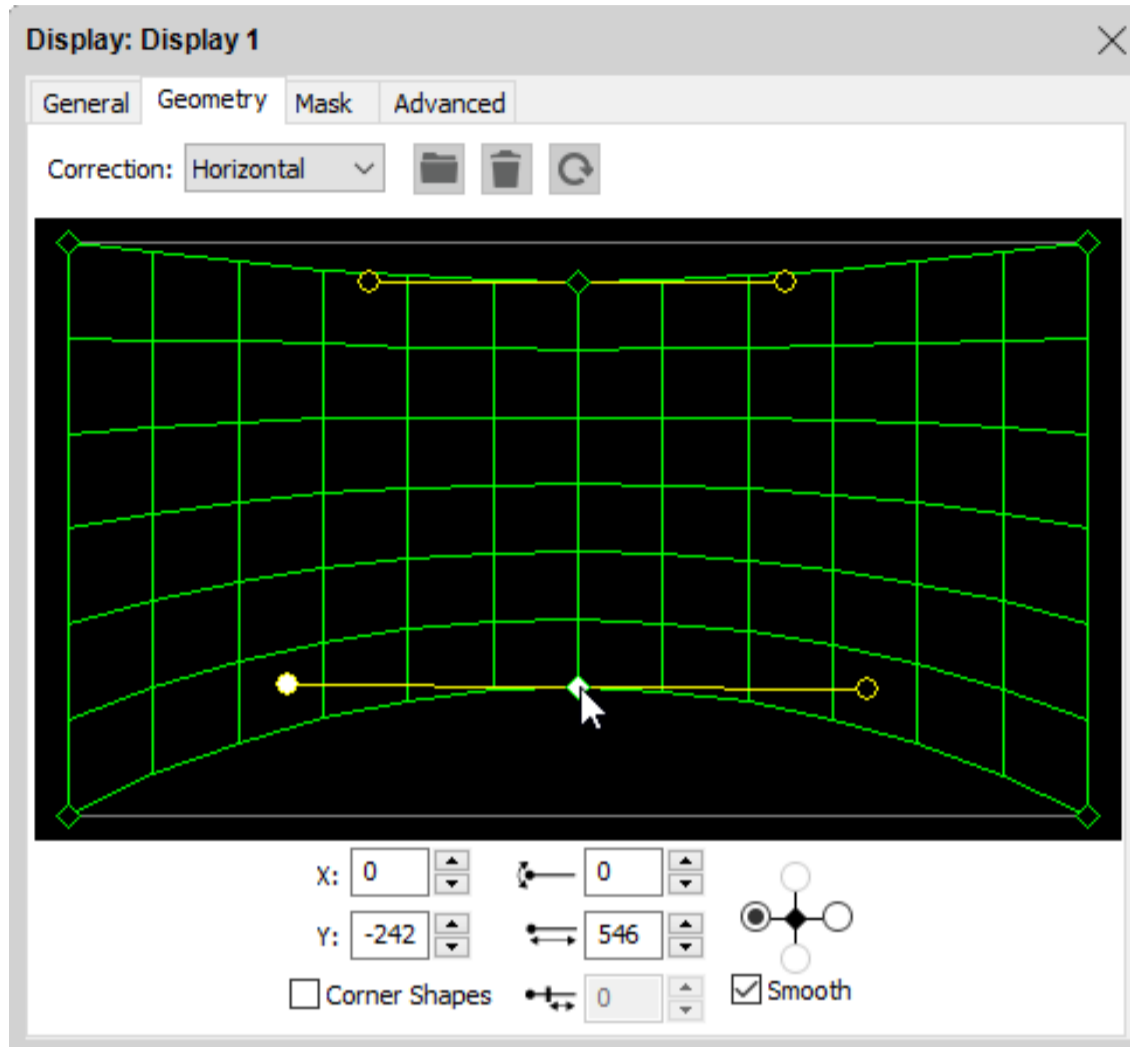 Display: Display 1
General Geometry Mask Advanced
Correction: Horizontal
X: 0 0
Y: -242 546
Corner Shapes 0 Smooth